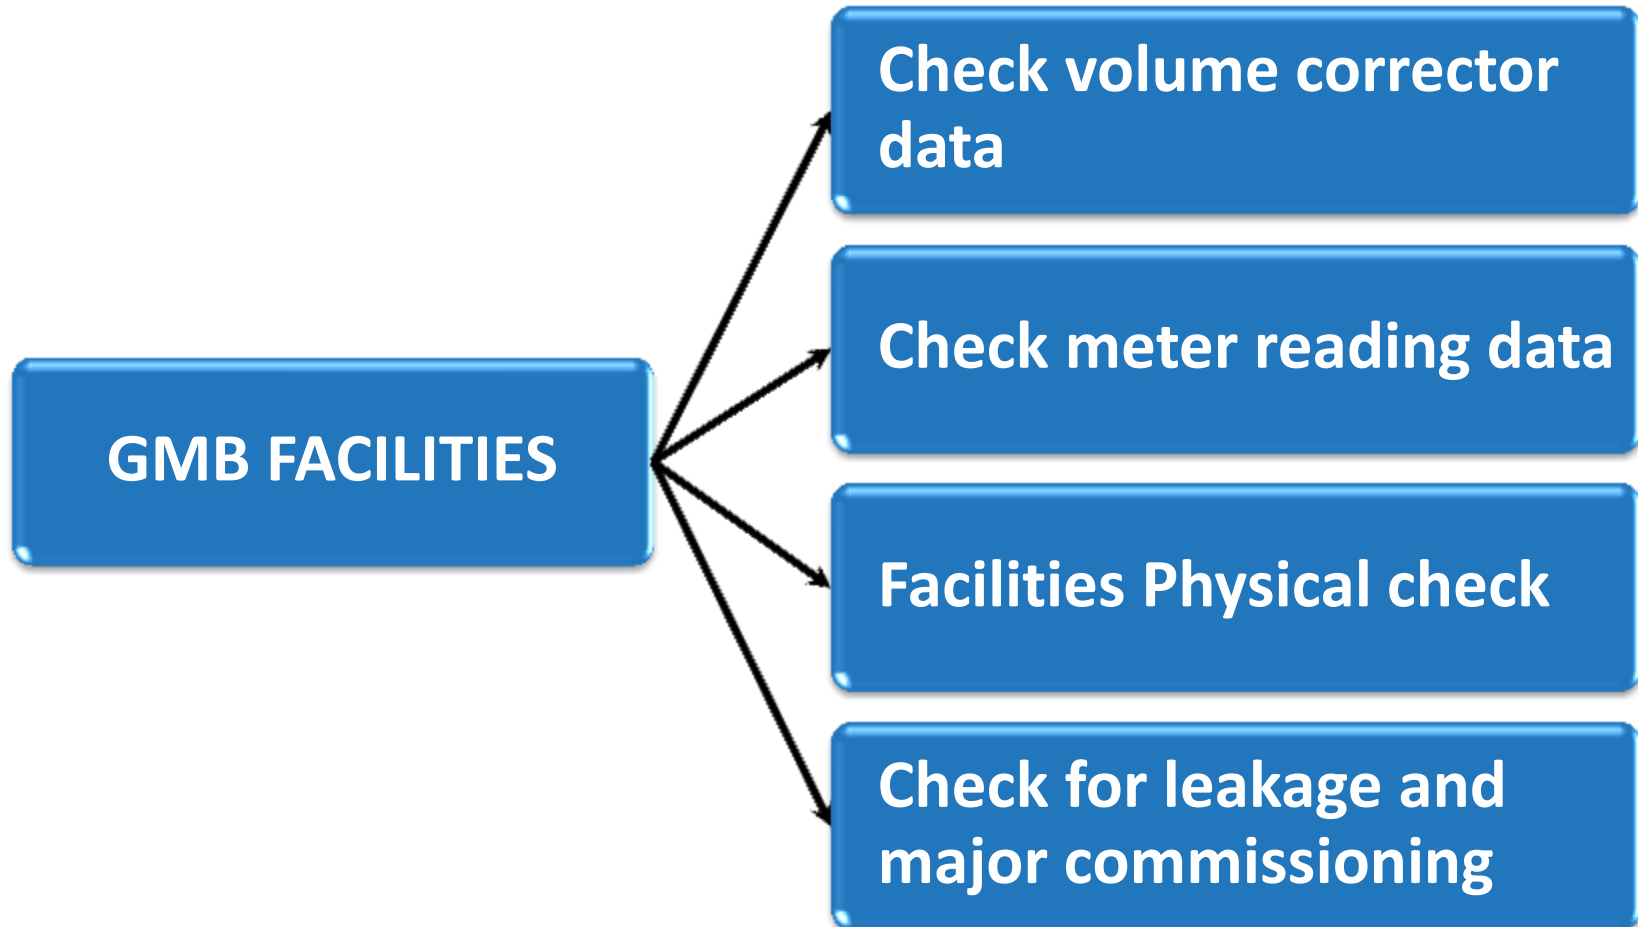 Check volume corrector
data
Check meter reading data
GMB FACILITIES
Facilities Physical check
Check for leakage and
major commissioning